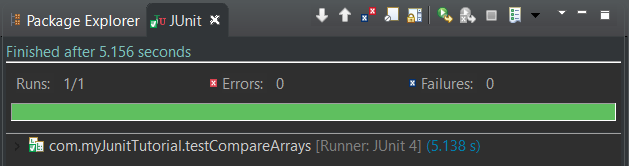 Package Explorer JUnit
Finished after 5.156 seconds
Runs: 1/1 Errors: 0 Failures: 0
com.myJunitTutorial.testCompareArrays [Runner: JUnit 4] (5.138 s)